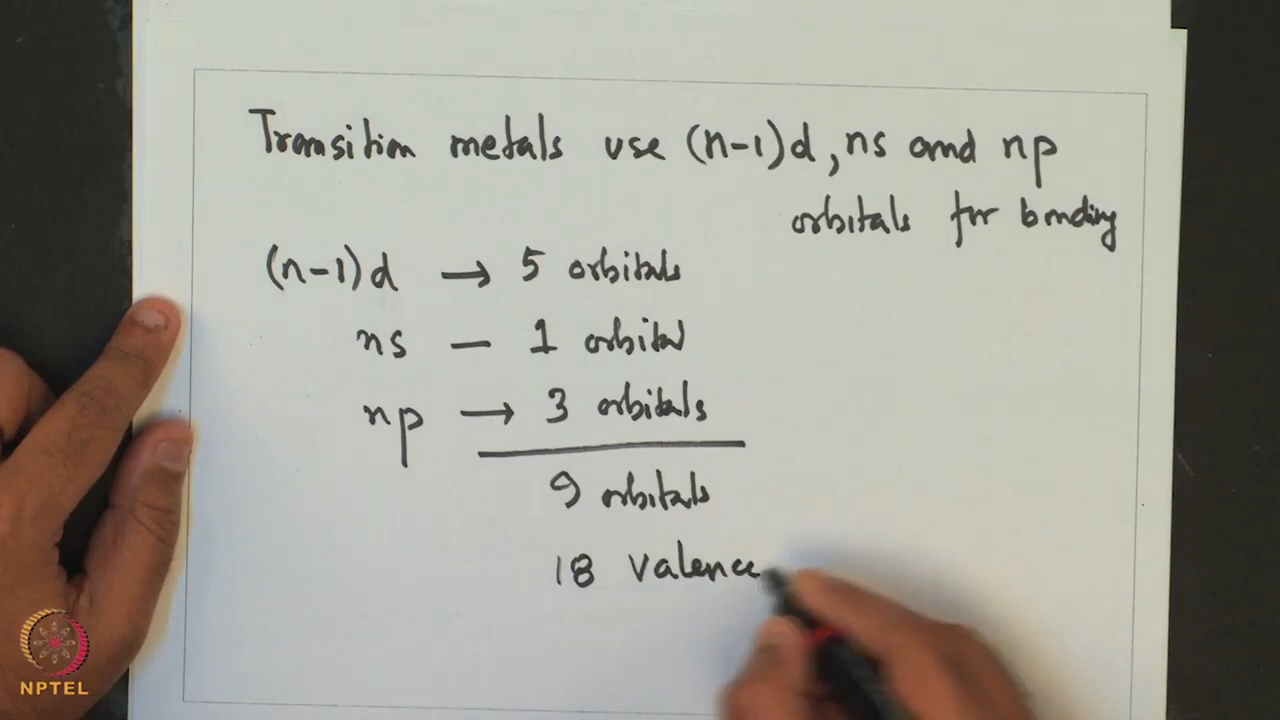 Transition metals use (n-1)d, ns and np
orbitals for bonding
(n-1)d → 5 orbitals
ns — 1 orbital
np → 3 orbitals
9 orbitals
18 valence
NPTEL